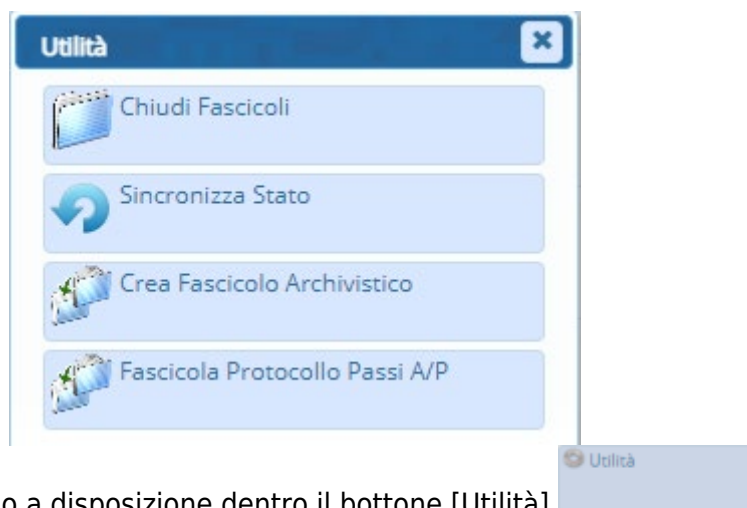 Utilità
Chiudi Fascicoli
Sincronizza Stato
Crea Fascicolo Archivistico
Fascicola Protocollo Passi A/P
Utilità
o a disposizione dentro il bottone [Utilità]